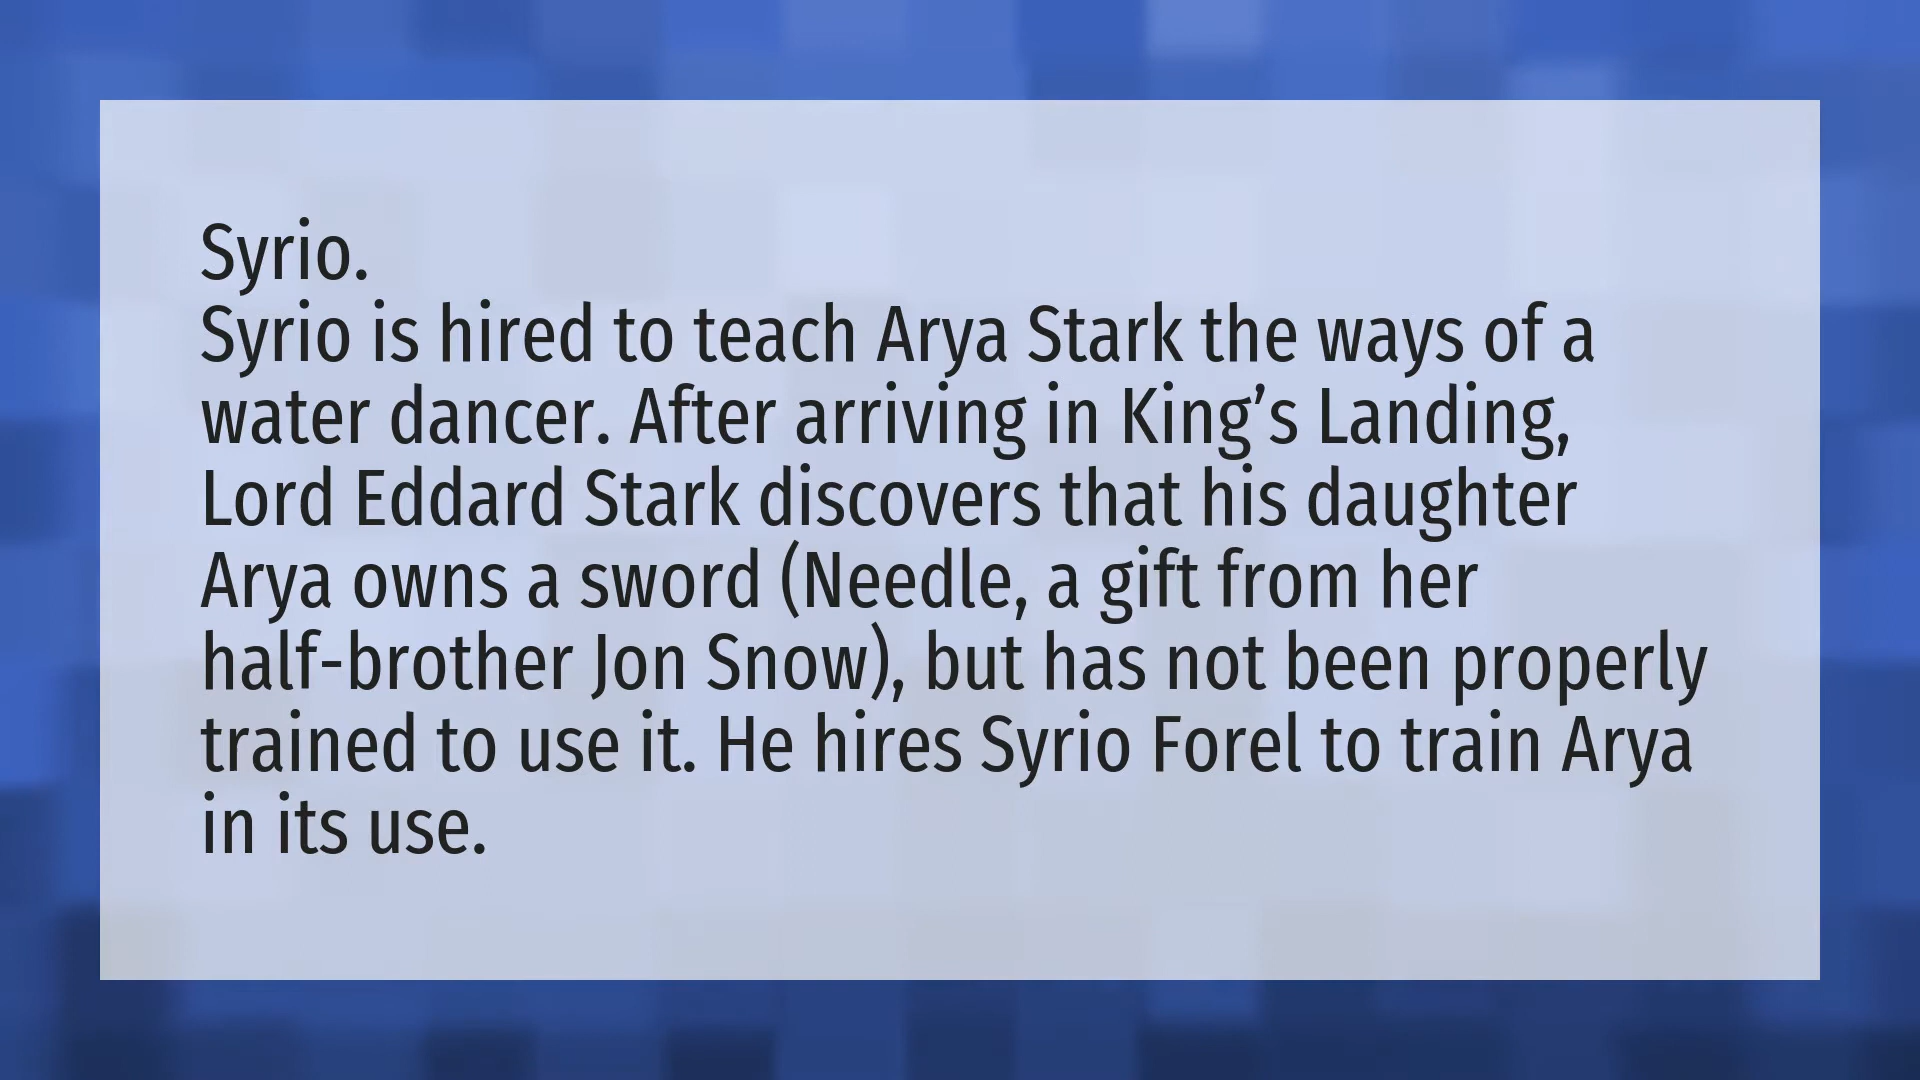 Syrio.
Syrio is hired to teach Arya Stark the ways of a
water dancer. After arriving in King’s Landing,
Lord Eddard Stark discovers that his daughter
Arya owns a sword (Needle, a gift from her
half-brother Jon Snow), but has not been properly
trained to use it. He hires Syrio Forel to train Arya
in its use.